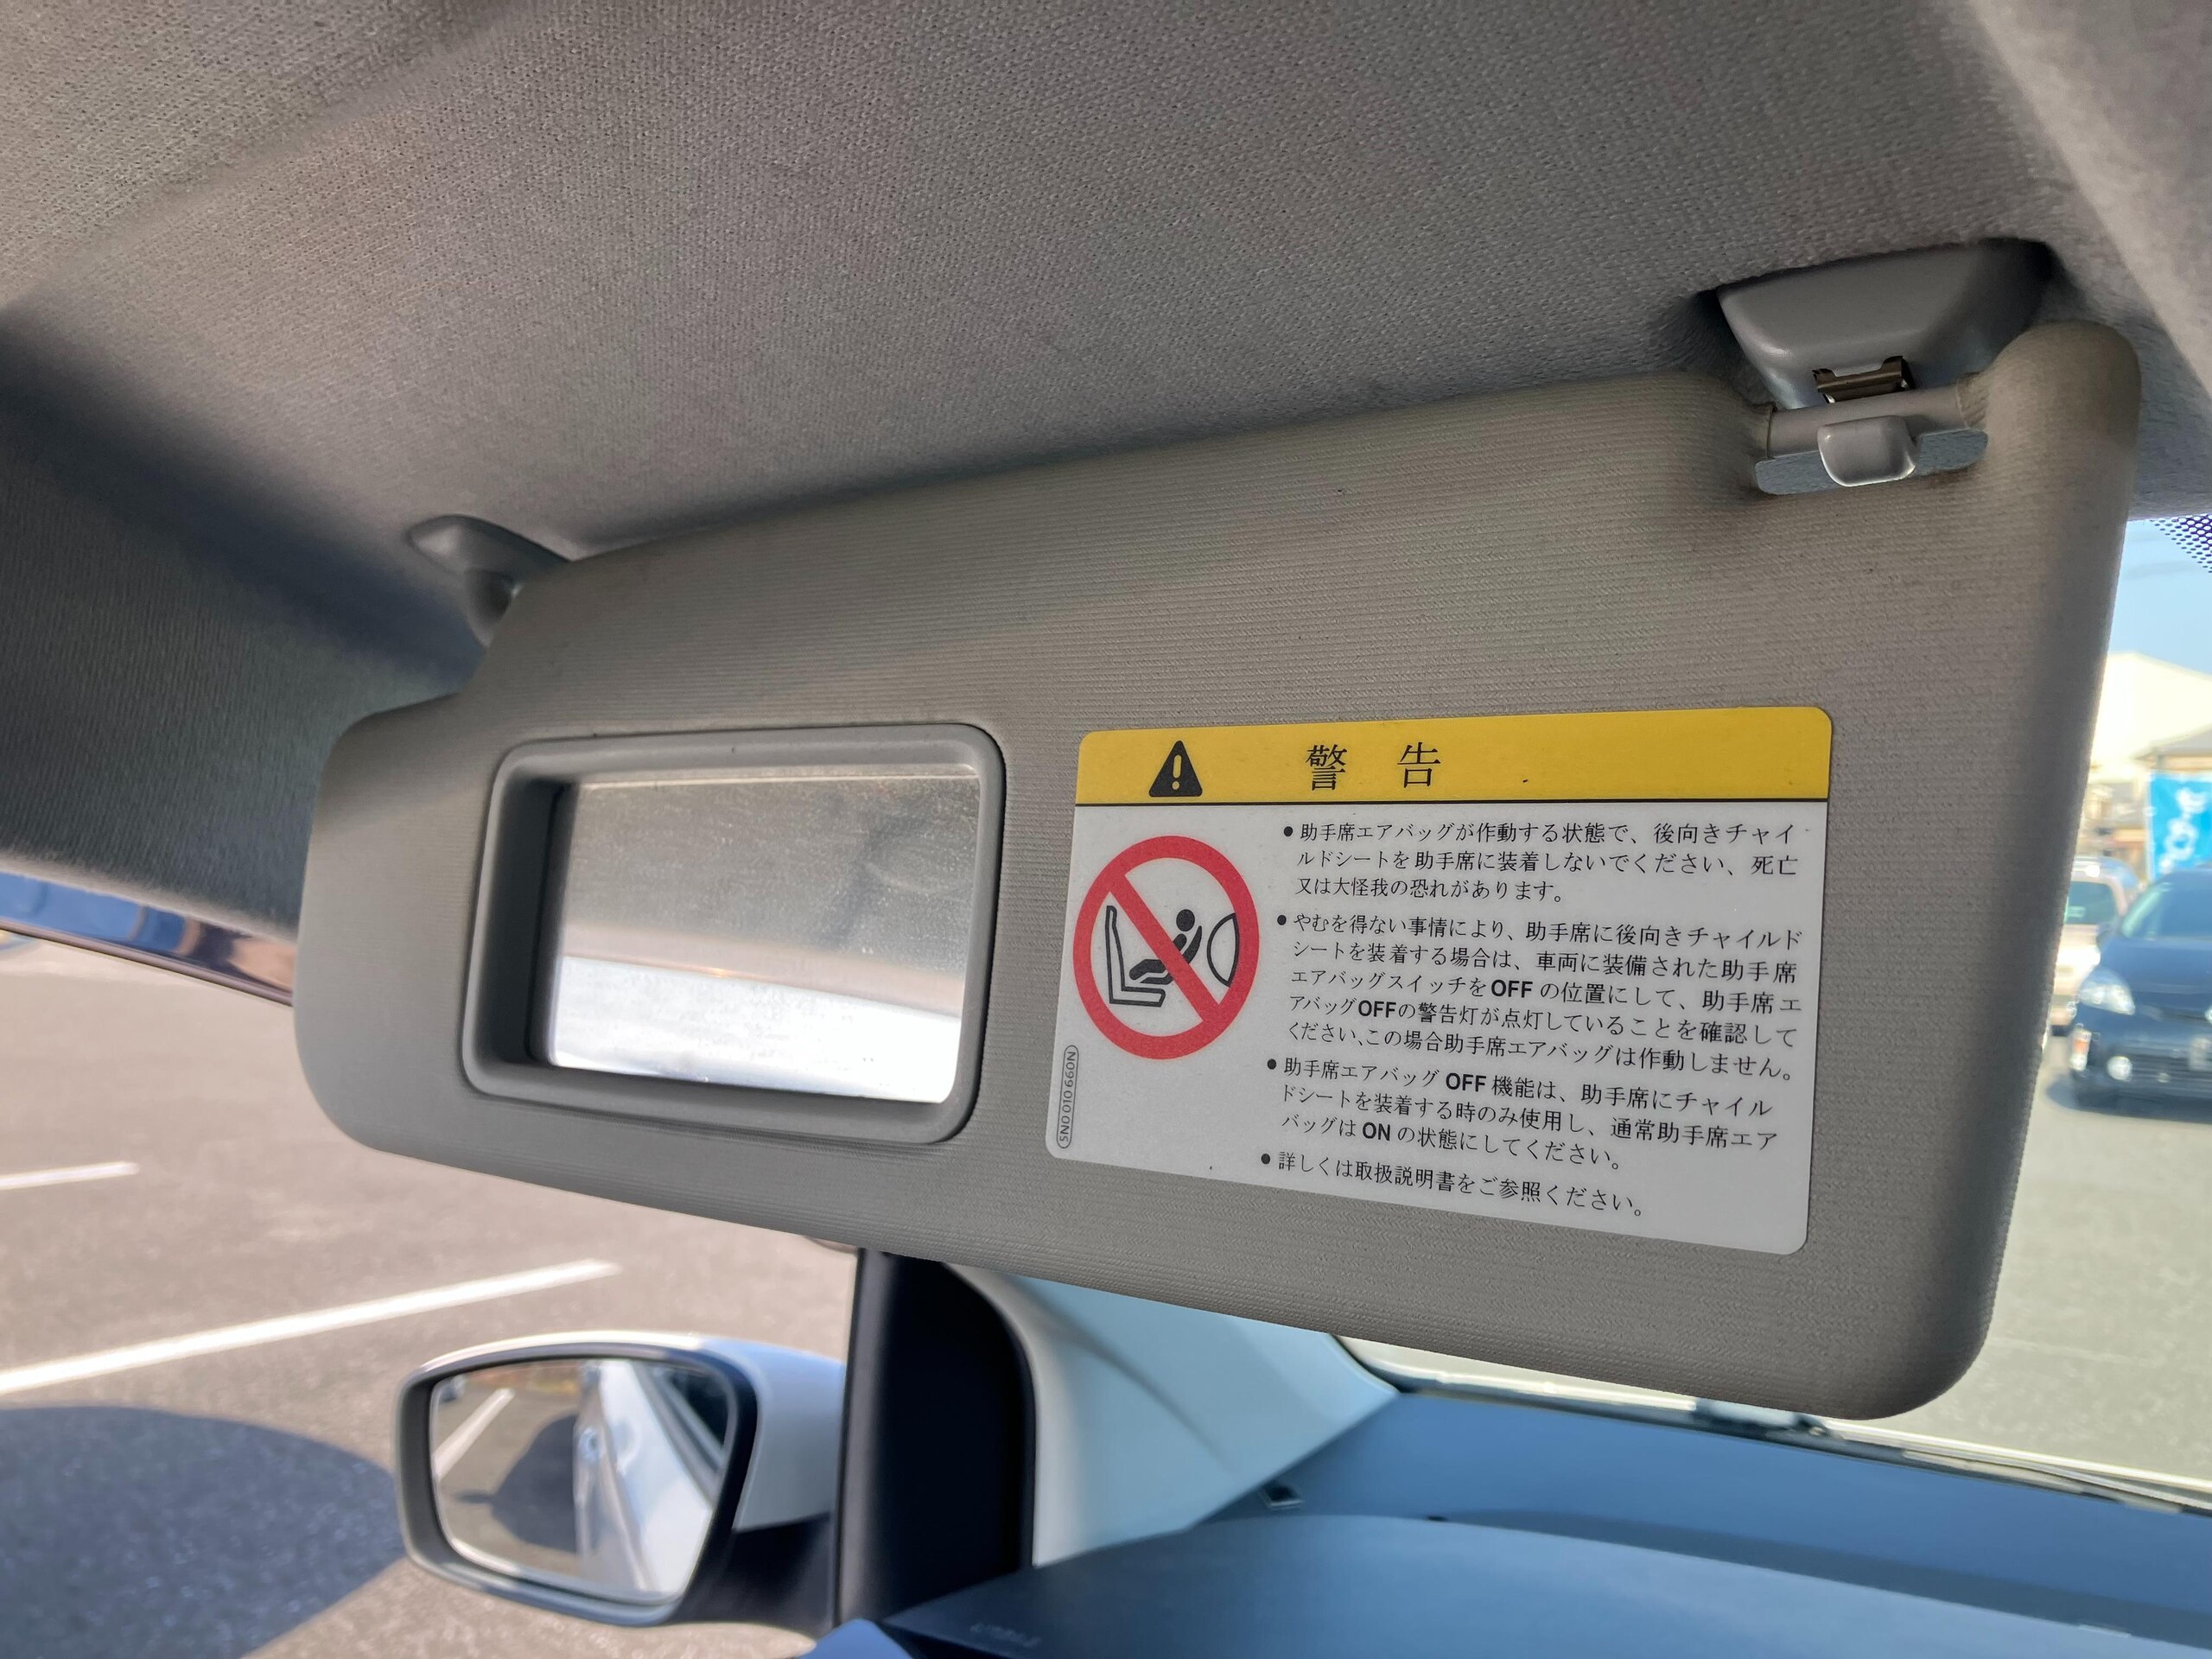 警告
●助手席エアバッグが作動する状態で、後向きチャイ
ルドシートを助手席に装着しないでください、死亡
又は大怪我の恐れがあります。
●やむを得ない事情により、助手席に後向きチャイルド
シートを装着する場合は、車両に装備された助手席
エアバッグスイッチをOFFの位置にして、助手席エ
アバッグOFFの警告灯が点灯していることを確認して
ください、この場合助手席エアバッグは作動しません。
●助手席エアバッグ OFF 機能は、助手席にチャイル
ドシートを装着する時のみ使用し、通常助手席エア
バッグは ON の状態にしてください。
●詳しくは取扱説明書をご参照ください。
5N0 010 660N